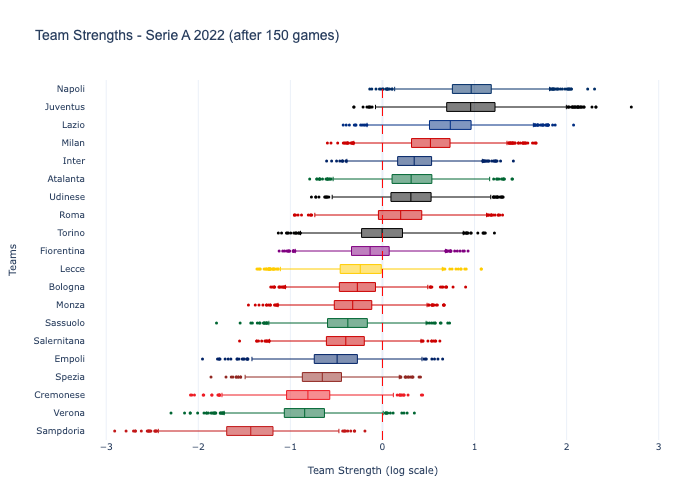 Team Strengths - Serie A 2022 (after 150 games)
Teams
Napoli
Juventus
Lazio
Milan
Inter
Atalanta
Udinese
Roma
Torino
Fiorentina
Lecce
Bologna
Monza
Sassuolo
Salernitana
Empoli
Spezia
Cremonese
Verona
Sampdoria
−3 −2 −1 0 1 2 3
Team Strength (log scale)